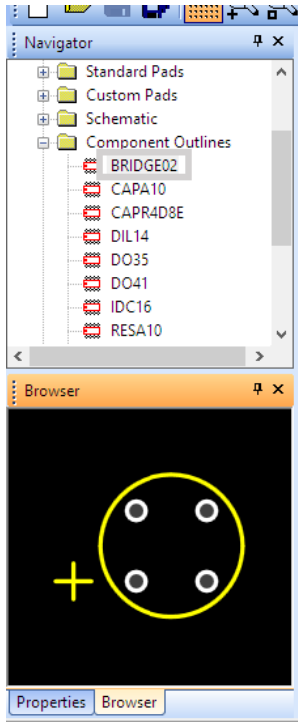 Navigator
Standard Pads
Custom Pads
Schematic
Component Outlines
BRIDGE02
CAPA10
CAPR4D8E
DIL14
DO35
DO41
IDC16
RESA10
Browser
Properties Browser